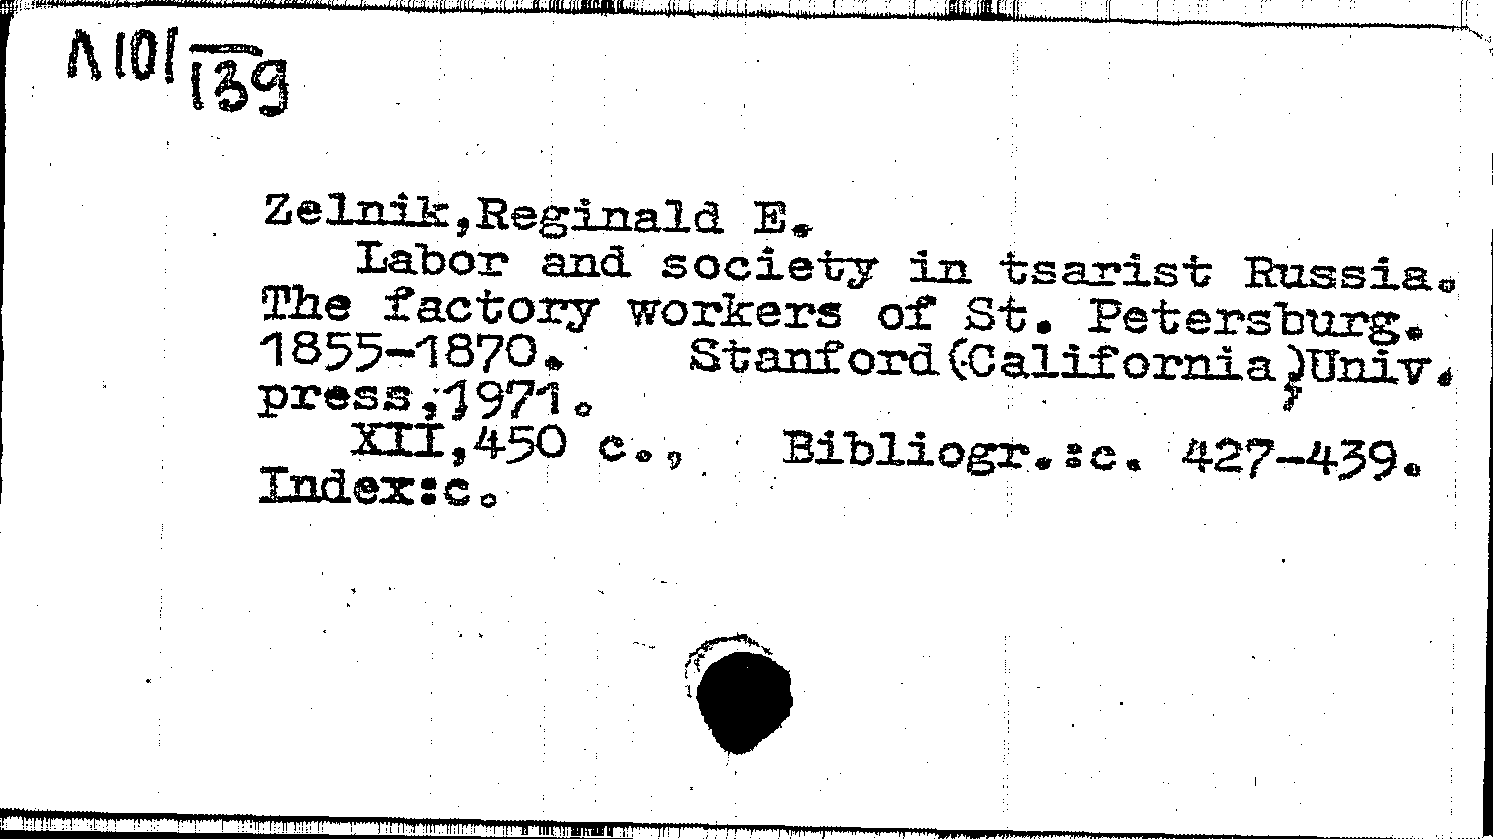 Л101/139
Zelnik,Reginald E.
Labor and society in tsarist Russia.
The factory workers of St. Petersburg.
1855-1870. Stanford(California),Univ.
press,1971.
XII,450 c., Bibliogr.:c. 427-439.
Index:c.